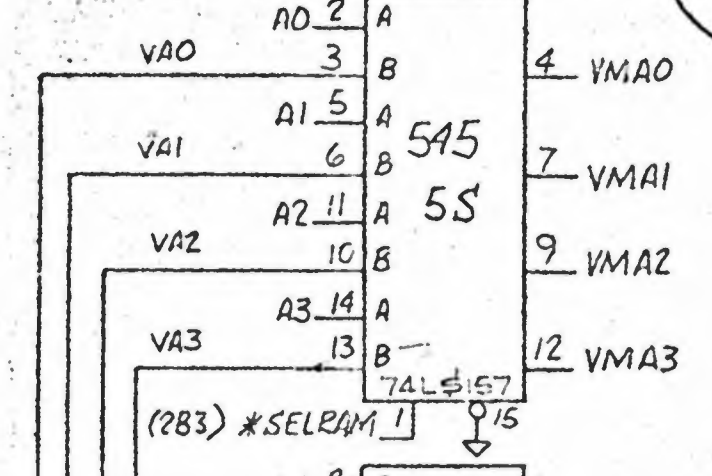 A0 2 A
VA0 3 B 4 VMA0
A1 5 A
VA1 6 B 7 VMA1
545
A2 11 A 5S
VA2 10 B 9 VMA2
A3 14 A
VA3 13 B 12 VMA3
74LS157
(283) *SELRAM 1 15